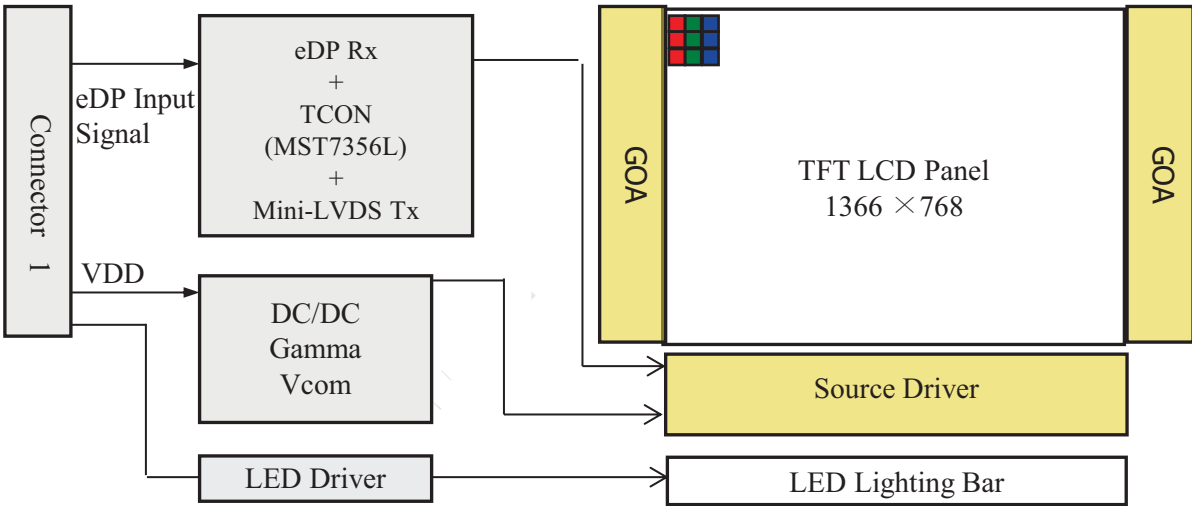 Connector 1
eDP Input
Signal
eDP Rx
+
TCON
(MST7356L)
+
Mini-LVDS Tx
VDD
DC/DC
Gamma
Vcom
LED Driver
GOA
TFT LCD Panel
1366 ×768
GOA
Source Driver
LED Lighting Bar